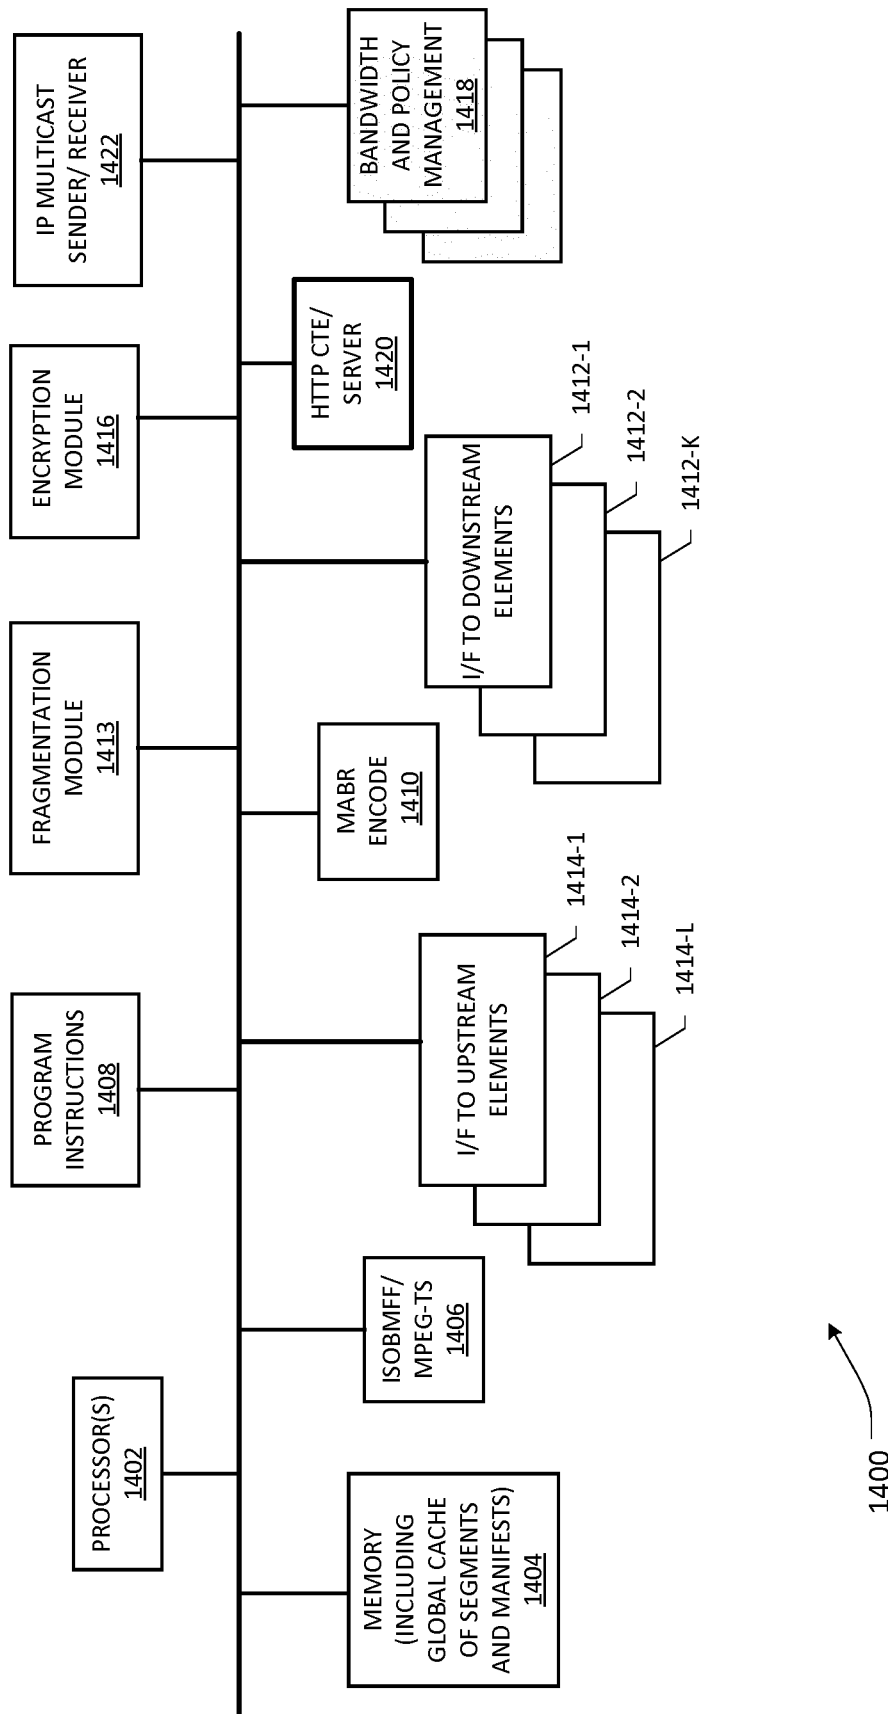 PROCESSOR(S)
1402
PROGRAM
INSTRUCTIONS
1408
FRAGMENTATION
MODULE
1413
ENCRYPTION
MODULE
1416
IP MULTICAST
SENDER/ RECEIVER
1422
MEMORY
(INCLUDING
GLOBAL CACHE
OF SEGMENTS
AND MANIFESTS)
1404
ISOBMFF/
MPEG-TS
1406
I/F TO UPSTREAM
ELEMENTS
1414-1
1414-2
1414-L
MABR
ENCODE
1410
I/F TO DOWNSTREAM
ELEMENTS
1412-1
1412-2
1412-K
HTTP CTE/
SERVER
1420
BANDWIDTH
AND POLICY
MANAGEMENT
1418
1400